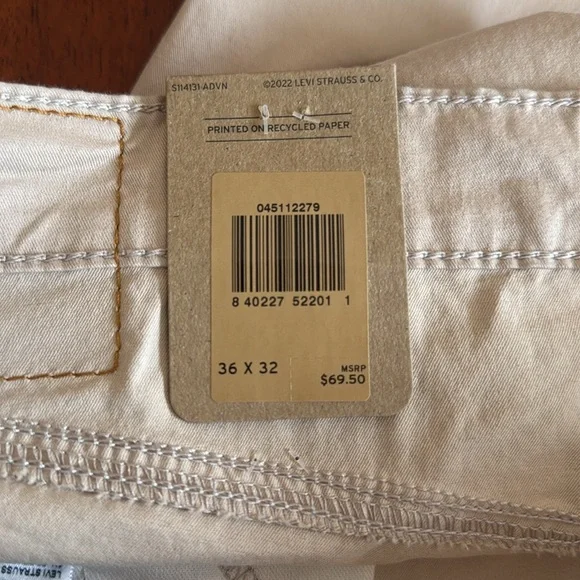 S114131-ADVN ©2022 LEVI STRAUSS & CO.
PRINTED ON RECYCLED PAPER
045112279
8 40227 52201 1
36 X 32
MSRP
$69.50
LEVI STRAUSS